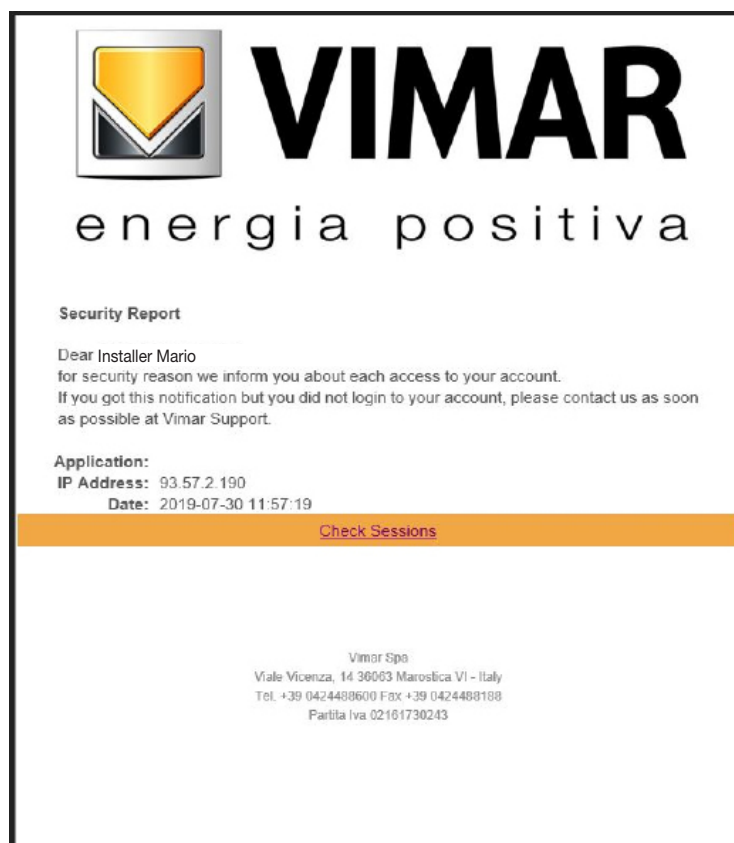 VIMAR
energia positiva
Security Report
Dear Installer Mario
for security reason we inform you about each access to your account.
If you got this notification but you did not login to your account, please contact us as soon
as possible at Vimar Support.
Application:
IP Address: 93.57.2.190
Date: 2019-07-30 11:57:19
Check Sessions
Vimar Spa
Viale Vicenza, 14 36063 Marostica VI - Italy
Tel. +39 0424488600 Fax +39 0424488188
Partita Iva 02161730243